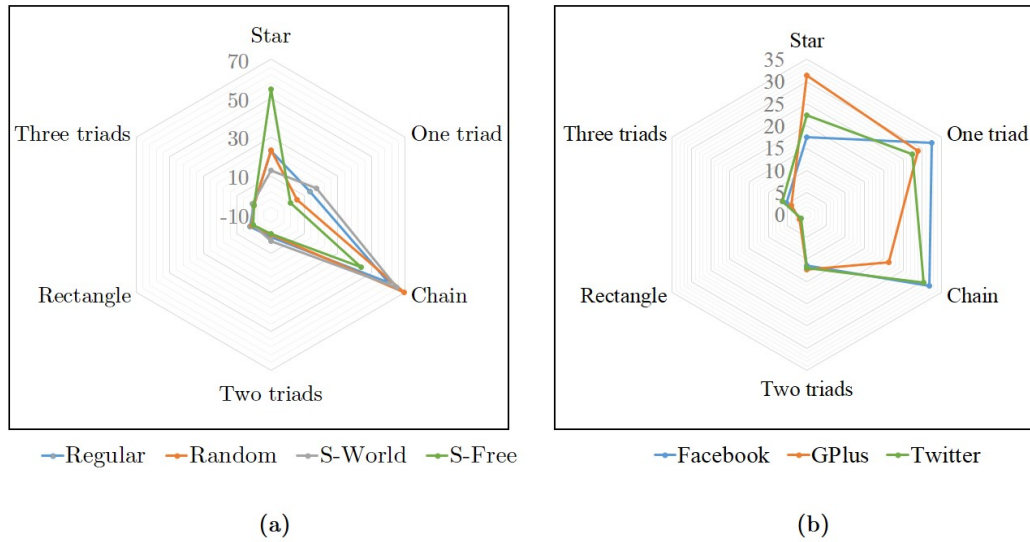 Star
70
50
30
10
-10
Three triads
One triad
Rectangle
Chain
Two triads
Regular Random S-World S-Free
(a)
Star
35
30
25
20
15
10
5
0
Three triads
One triad
Rectangle
Chain
Two triads
Facebook GPlus Twitter
(b)